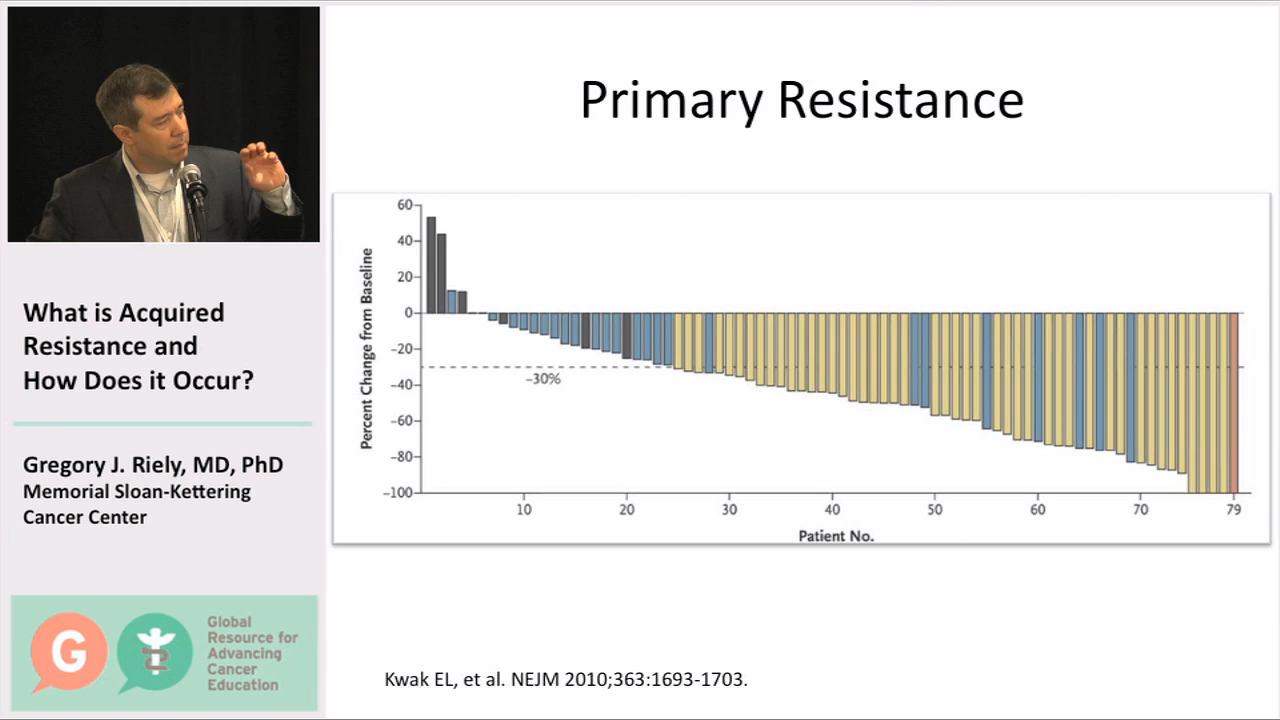 Primary Resistance
What is Acquired
Resistance and
How Does it Occur?
Gregory J. Riely, MD, PhD
Memorial Sloan-Kettering
Cancer Center
G
Global
Resource for
Advancing
Cancer
Education
Percent Change from Baseline
60
40
20
0
−20
−40
−60
−80
−100
−30%
10
20
30
40
50
60
70
79
Patient No.
Kwak EL, et al. NEJM 2010;363:1693-1703.